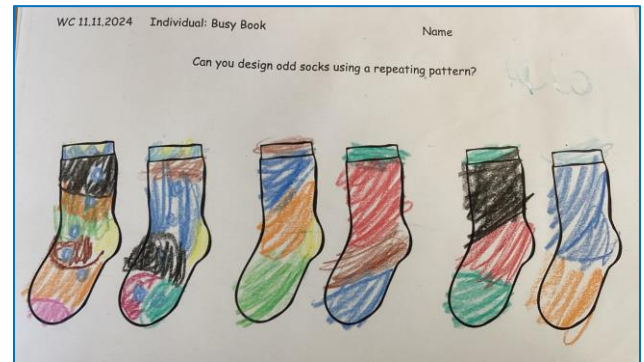 WC 11.11.2024 Individual: Busy Book Name
Can you design odd socks using a repeating pattern?